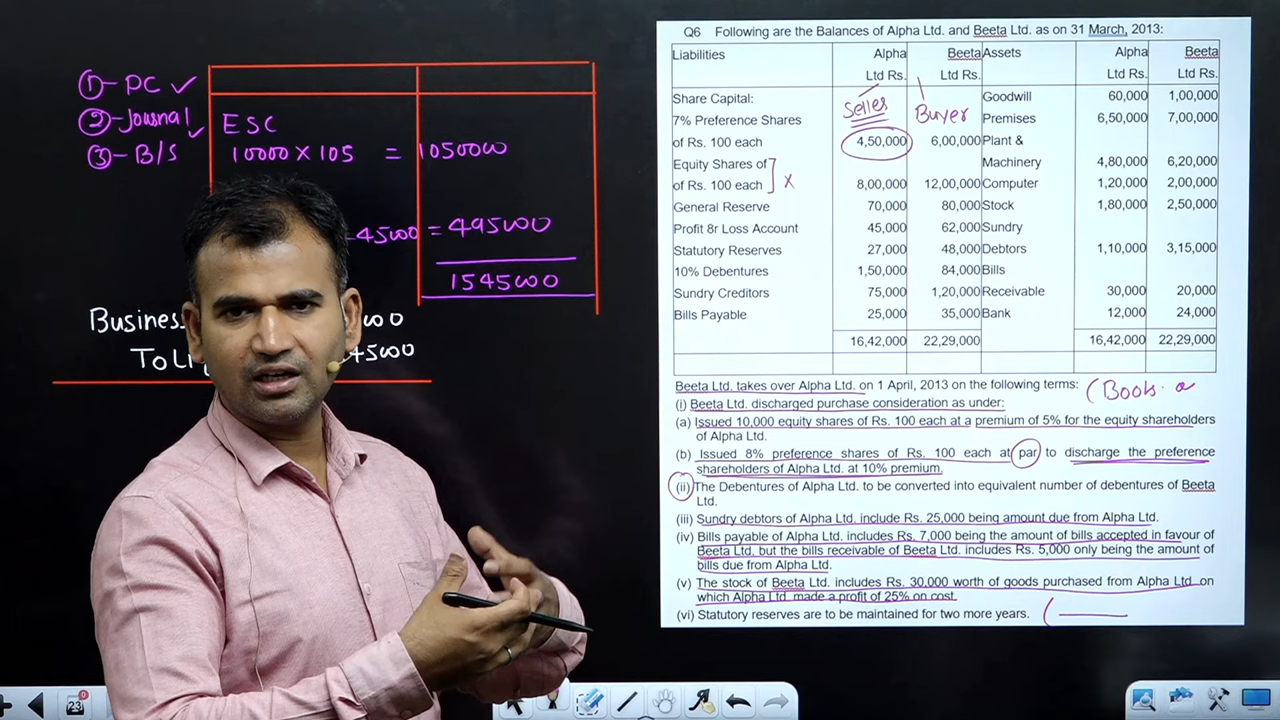 ①- PC ✓
②- Journal ✓
③- B/S
ESC
10000 × 105 = 1050000
45000 = 495000
1545000
Business
000
To Li
45000
Q6 Following are the Balances of Alpha Ltd. and Beeta Ltd. as on 31 March, 2013:
Liabilities Alpha Ltd Rs. Beeta Ltd Rs. Assets Alpha Ltd Rs. Beeta Ltd Rs.
Seller Buyer
Share Capital: Goodwill 60,000 1,00,000
7% Preference Shares Premises 6,50,000 7,00,000
of Rs. 100 each 4,50,000 6,00,000 Plant &
Equity Shares of Machinery 4,80,000 6,20,000
of Rs. 100 each X 8,00,000 12,00,000 Computer 1,20,000 2,00,000
General Reserve 70,000 80,000 Stock 1,80,000 2,50,000
Profit 8r Loss Account 45,000 62,000 Sundry
Statutory Reserves 27,000 48,000 Debtors 1,10,000 3,15,000
10% Debentures 1,50,000 84,000 Bills
Sundry Creditors 75,000 1,20,000 Receivable 30,000 20,000
Bills Payable 25,000 35,000 Bank 12,000 24,000
16,42,000 22,29,000 16,42,000 22,29,000
Beeta Ltd. takes over Alpha Ltd. on 1 April, 2013 on the following terms: (Books
(i) Beeta Ltd. discharged purchase consideration as under:
(a) Issued 10,000 equity shares of Rs. 100 each at a premium of 5% for the equity shareholders
of Alpha Ltd.
(b) Issued 8% preference shares of Rs. 100 each at par to discharge the preference
shareholders of Alpha Ltd. at 10% premium.
(ii) The Debentures of Alpha Ltd. to be converted into equivalent number of debentures of Beeta
Ltd.
(iii) Sundry debtors of Alpha Ltd. include Rs. 25,000 being amount due from Alpha Ltd.
(iv) Bills payable of Alpha Ltd. includes Rs. 7,000 being the amount of bills accepted in favour of
Beeta Ltd. but the bills receivable of Beeta Ltd. includes Rs. 5,000 only being the amount of
bills due from Alpha Ltd.
(v) The stock of Beeta Ltd. includes Rs. 30,000 worth of goods purchased from Alpha Ltd. on
which Alpha Ltd. made a profit of 25% on cost.
(vi) Statutory reserves are to be maintained for two more years.
23